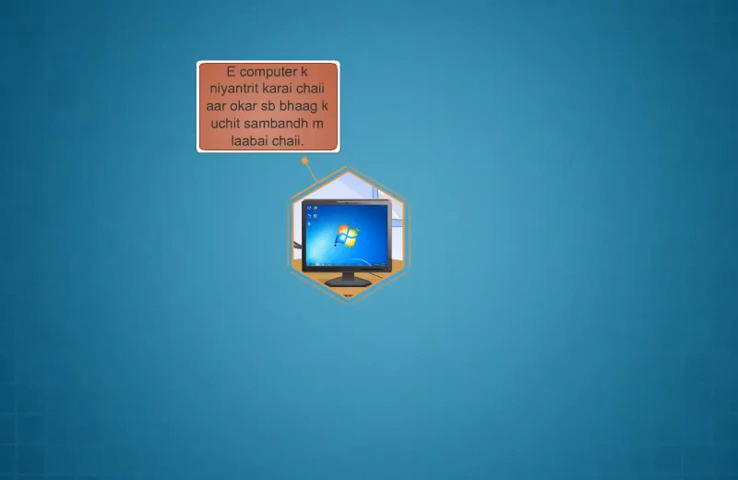 E computer k
niyantrit karai chaii
aar okar sb bhaag k
uchit sambandh m
laabai chaii.